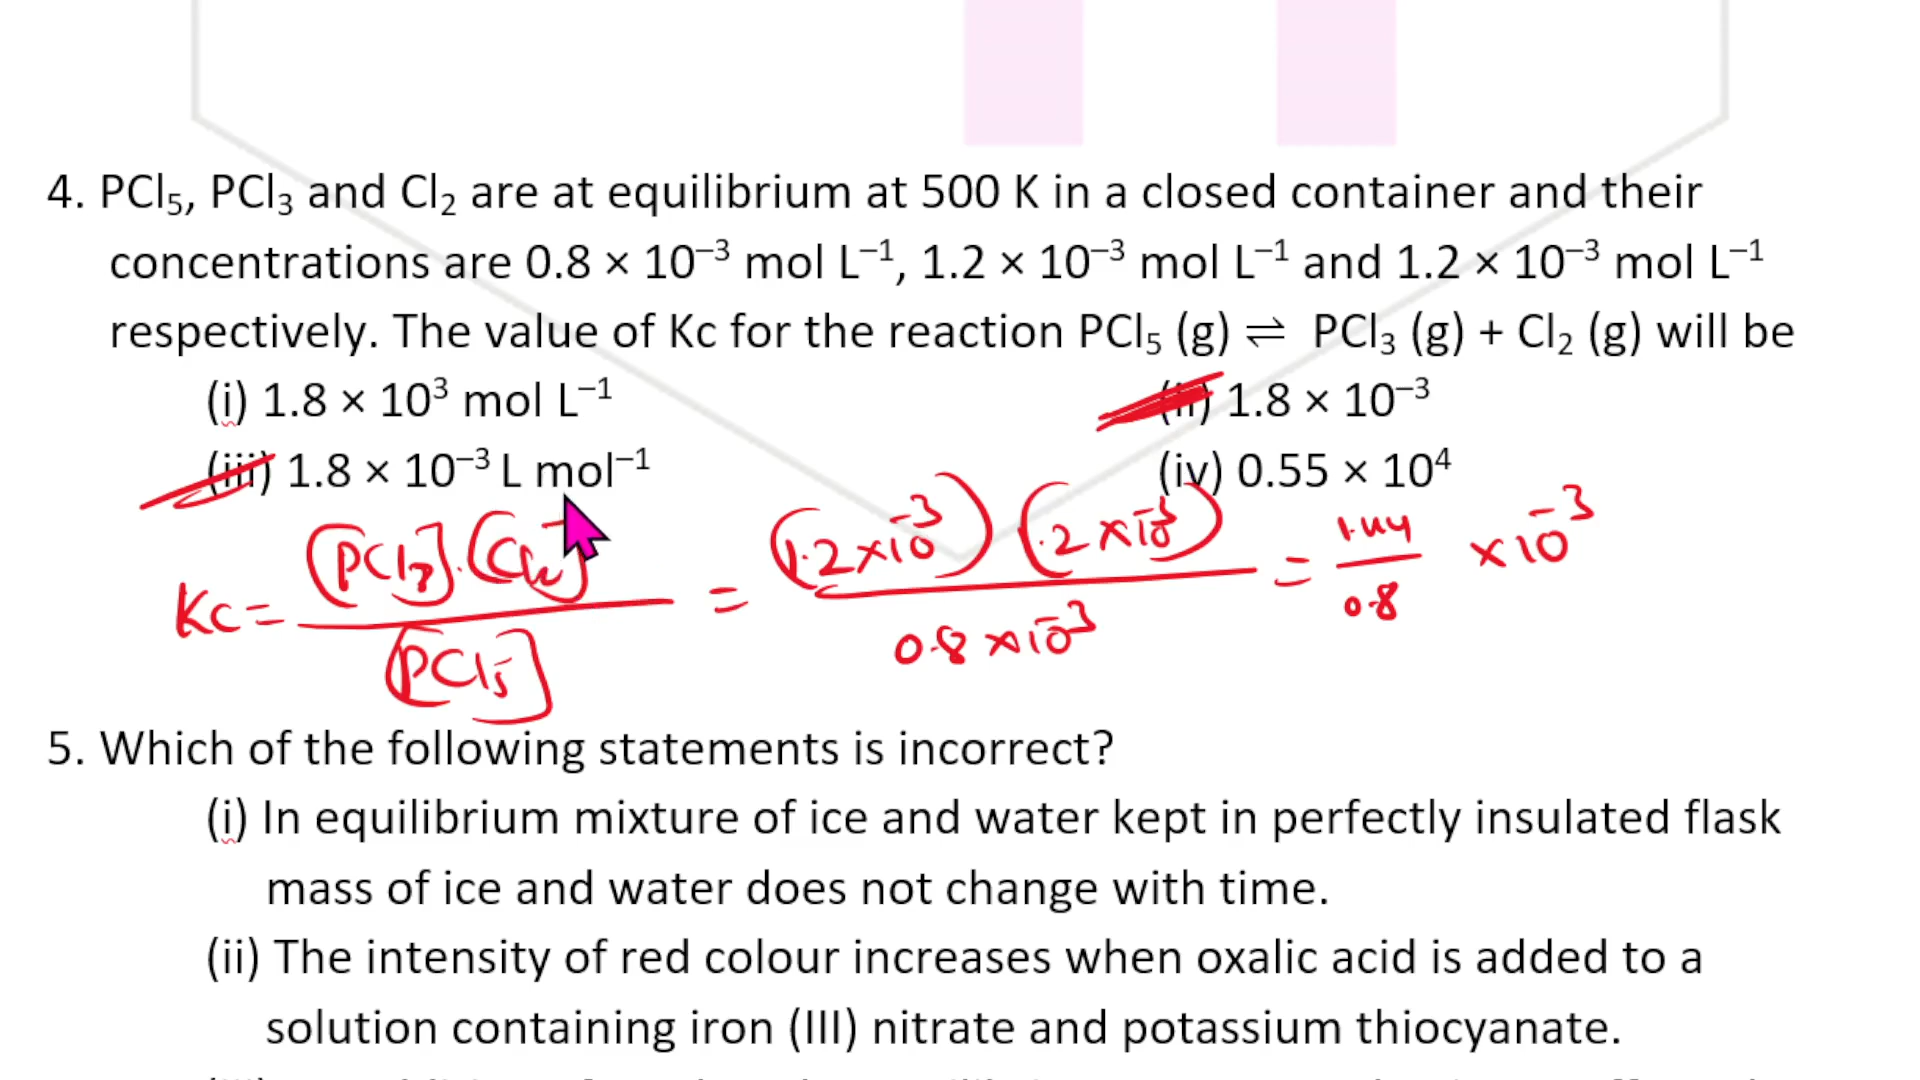 4. PCl₅, PCl₃ and Cl₂ are at equilibrium at 500 K in a closed container and their
concentrations are 0.8 × 10⁻³ mol L⁻¹, 1.2 × 10⁻³ mol L⁻¹ and 1.2 × 10⁻³ mol L⁻¹
respectively. The value of Kc for the reaction PCl₅ (g) ⇌ PCl₃ (g) + Cl₂ (g) will be
(i) 1.8 × 10³ mol L⁻¹ (ii) 1.8 × 10⁻³
(iii) 1.8 × 10⁻³ L mol⁻¹ (iv) 0.55 × 10⁴
[PCl₃].[Cl₂] (1.2 × 10⁻³) (.2 × 10⁻³) 1.44 × 10⁻³
Kc = = =
[PCl₅] 0.8 × 10⁻³ 0.8
5. Which of the following statements is incorrect?
(i) In equilibrium mixture of ice and water kept in perfectly insulated flask
mass of ice and water does not change with time.
(ii) The intensity of red colour increases when oxalic acid is added to a
solution containing iron (III) nitrate and potassium thiocyanate.